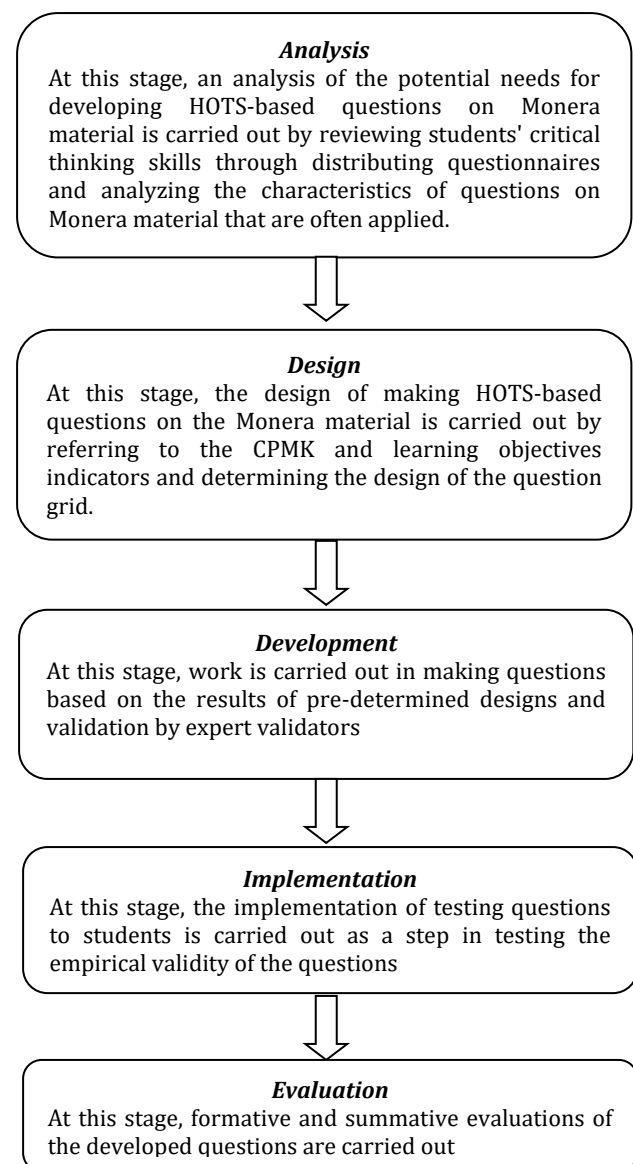 Analysis
At this stage, an analysis of the potential needs for
developing HOTS-based questions on Monera
material is carried out by reviewing students' critical
thinking skills through distributing questionnaires
and analyzing the characteristics of questions on
Monera material that are often applied.
Design
At this stage, the design of making HOTS-based
questions on the Monera material is carried out by
referring to the CPMK and learning objectives
indicators and determining the design of the question
grid.
Development
At this stage, work is carried out in making questions
based on the results of pre-determined designs and
validation by expert validators
Implementation
At this stage, the implementation of testing questions
to students is carried out as a step in testing the
empirical validity of the questions
Evaluation
At this stage, formative and summative evaluations of
the developed questions are carried out